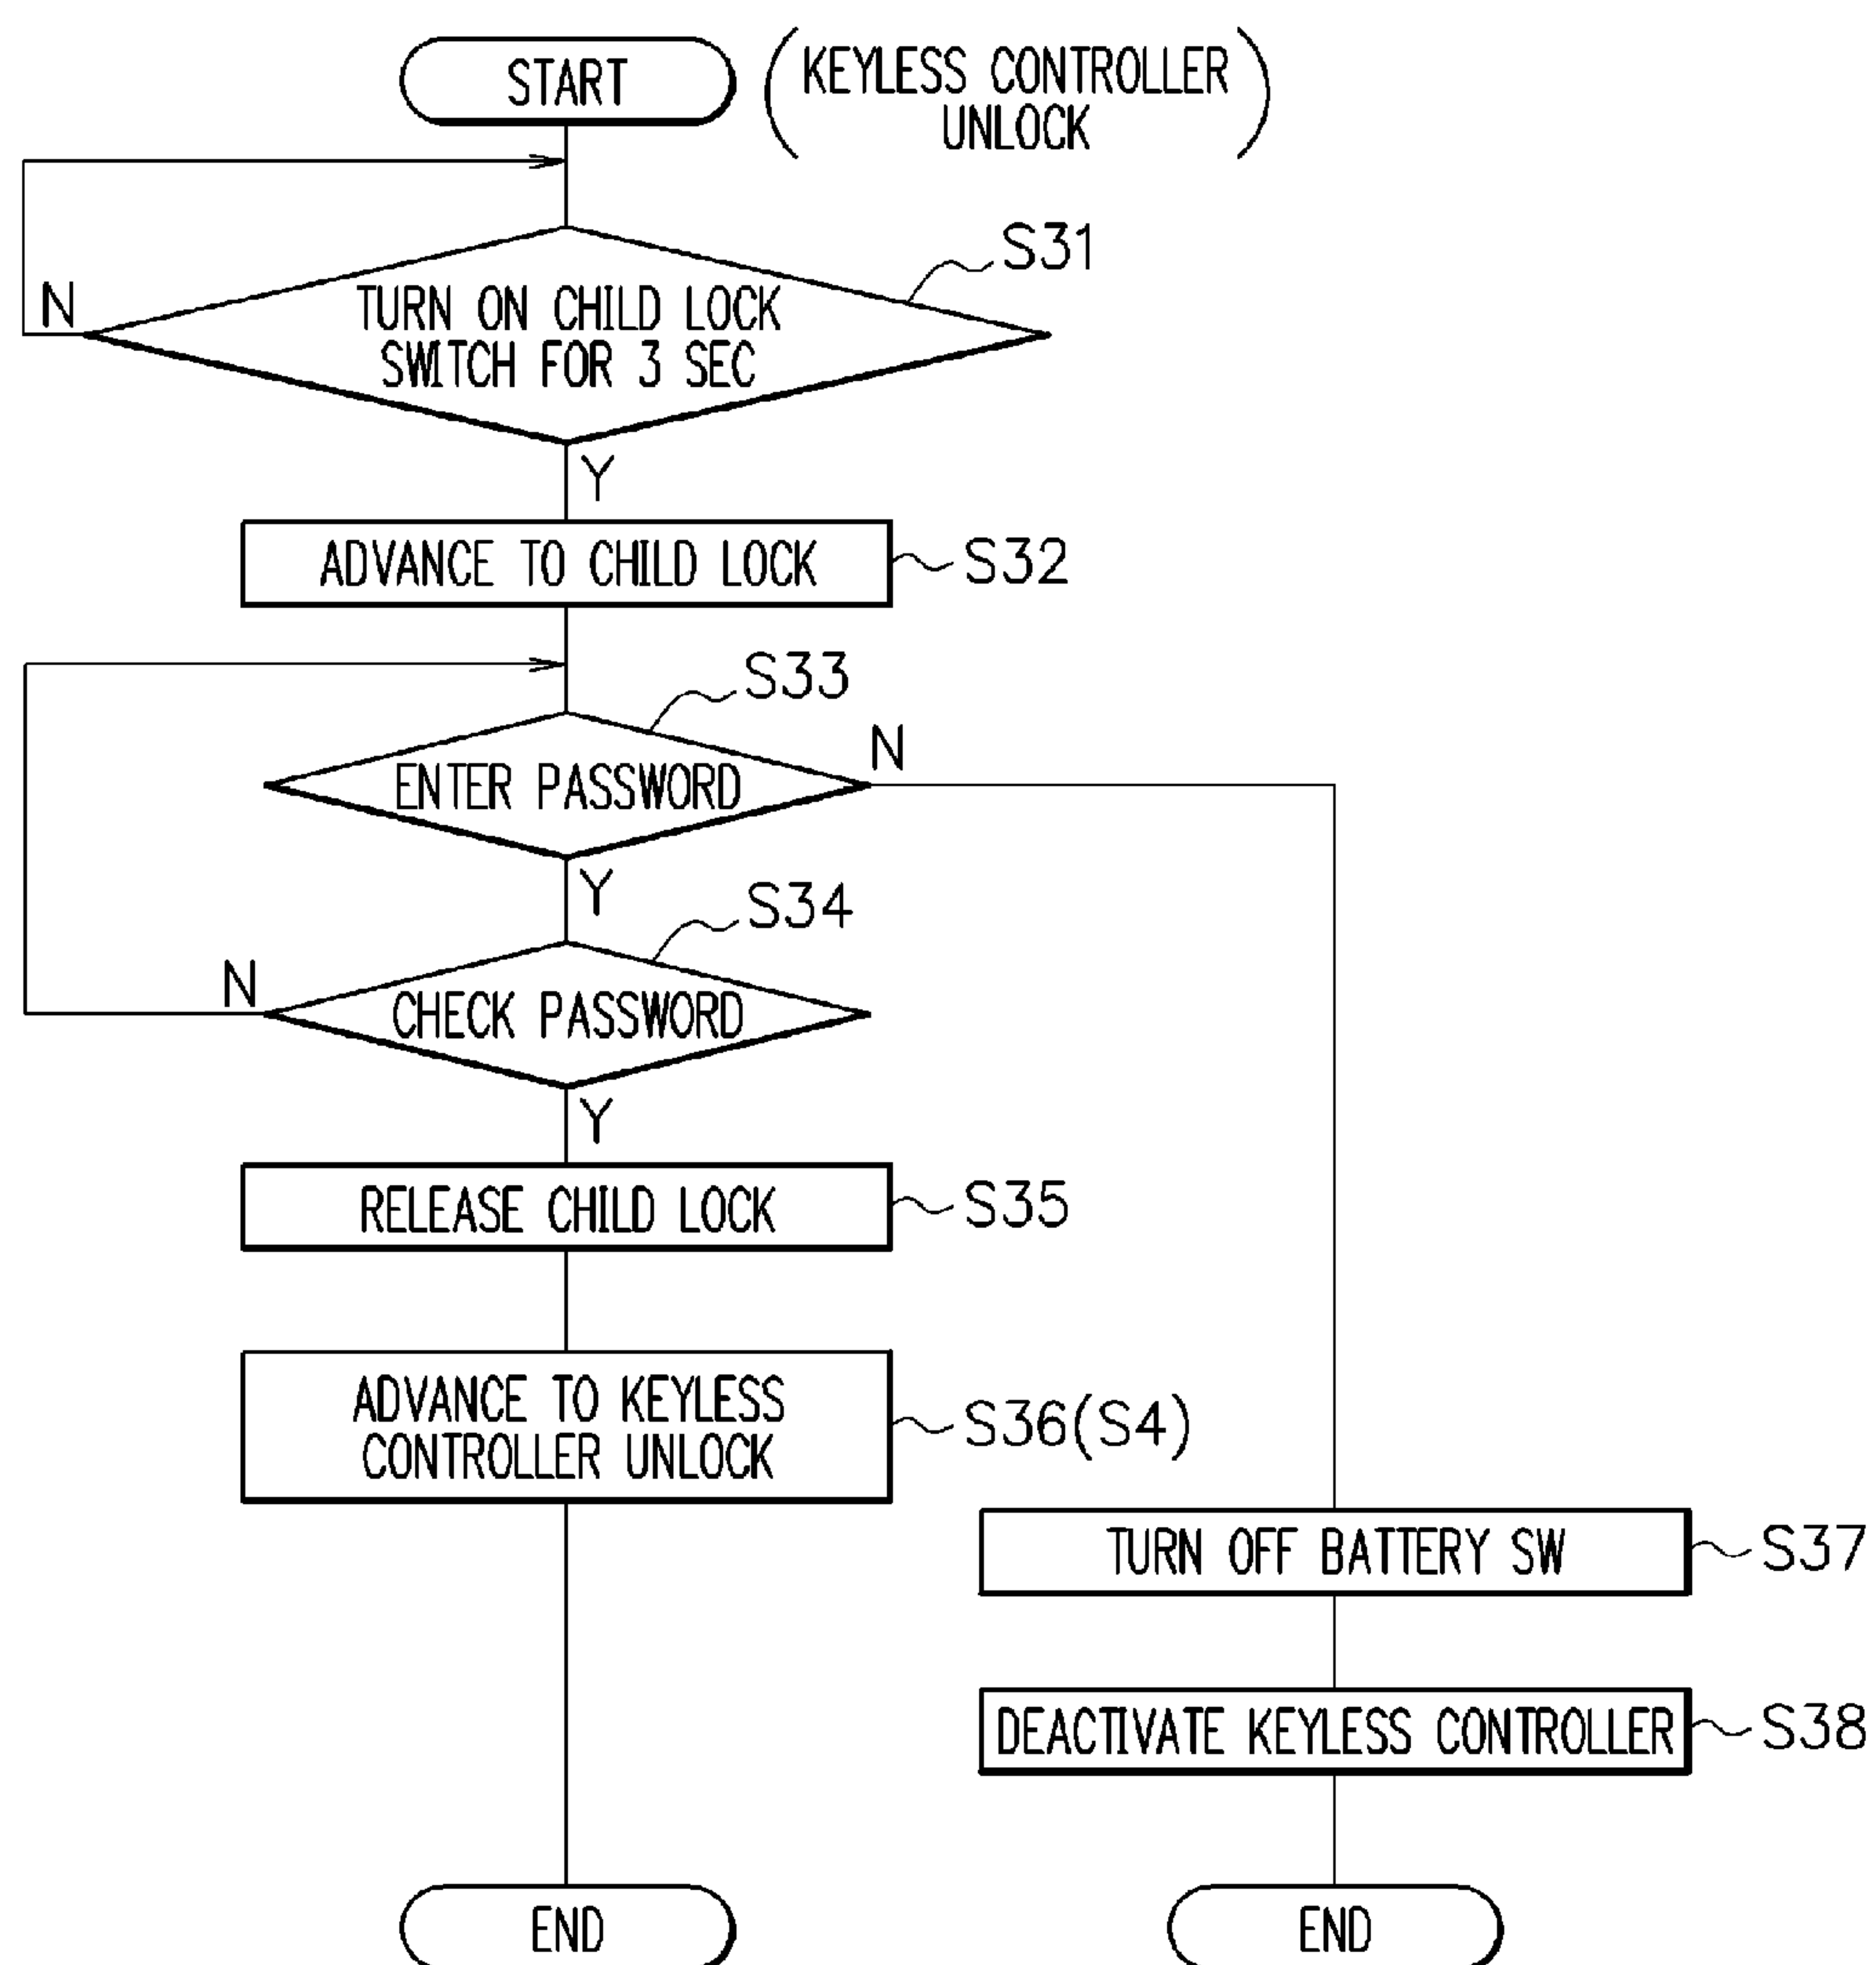 START
KEYLESS CONTROLLER
UNLOCK
S31
N
TURN ON CHILD LOCK
SWITCH FOR 3 SEC
Y
ADVANCE TO CHILD LOCK
S32
S33
N
ENTER PASSWORD
Y
S34
N
CHECK PASSWORD
Y
RELEASE CHILD LOCK
S35
ADVANCE TO KEYLESS
CONTROLLER UNLOCK
S36(S4)
TURN OFF BATTERY SW
S37
DEACTIVATE KEYLESS CONTROLLER
S38
END
END